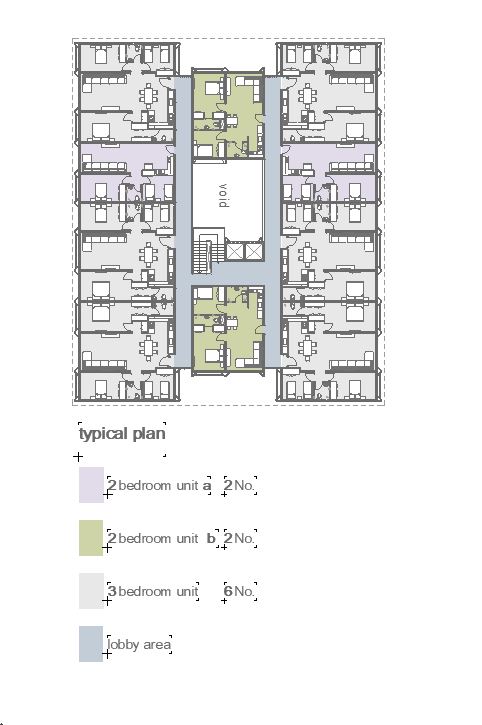 void
typical plan
2 bedroom unit a 2 No.
2 bedroom unit b 2 No.
3 bedroom unit 6 No.
lobby area